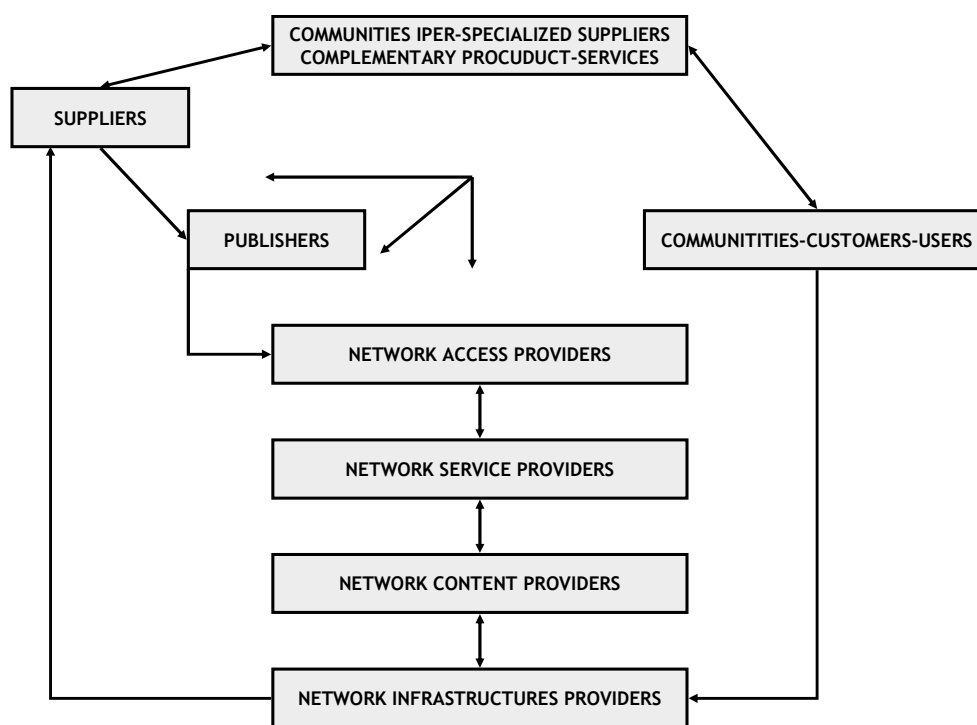 COMMUNITIES IPER-SPECIALIZED SUPPLIERS
COMPLEMENTARY PROCUDUCT-SERVICES
SUPPLIERS
PUBLISHERS
COMMUNITITIES-CUSTOMERS-USERS
NETWORK ACCESS PROVIDERS
NETWORK SERVICE PROVIDERS
NETWORK CONTENT PROVIDERS
NETWORK INFRASTRUCTURES PROVIDERS